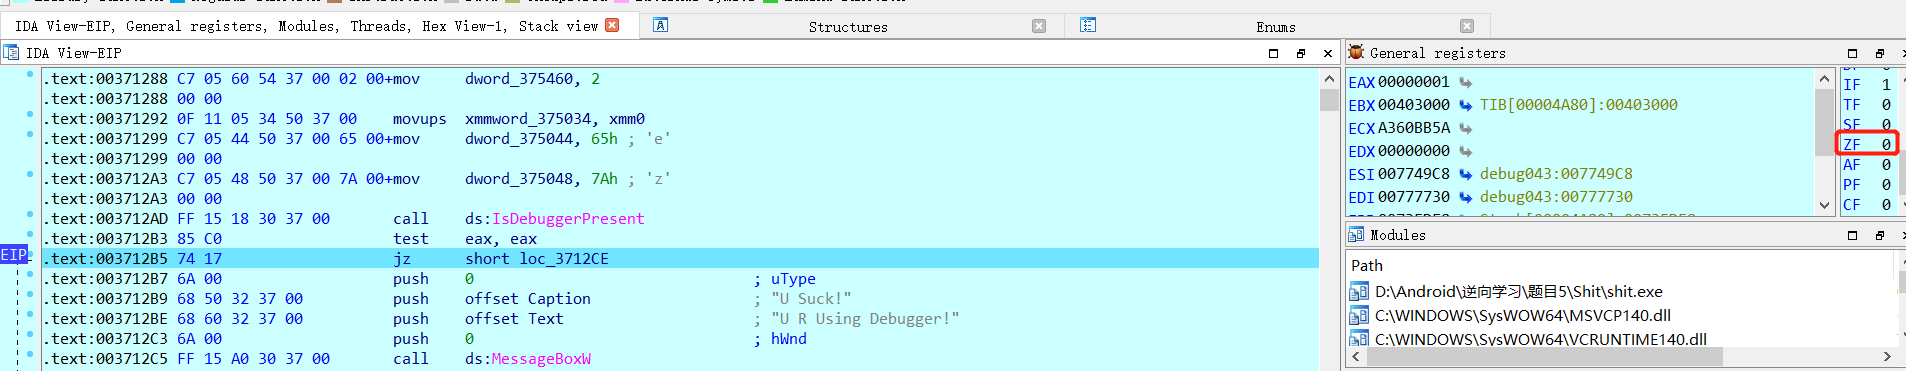 IDA View-EIP, General registers, Modules, Threads, Hex View-1, Stack view
Structures
Enums
IDA View-EIP
.text:00371288 C7 05 60 54 37 00 02 00+mov dword_375460, 2
.text:00371288 00 00
.text:00371292 0F 11 05 34 50 37 00 movups xmmword_375034, xmm0
.text:00371299 C7 05 44 50 37 00 65 00+mov dword_375044, 65h ; 'e'
.text:00371299 00 00
.text:003712A3 C7 05 48 50 37 00 7A 00+mov dword_375048, 7Ah ; 'z'
.text:003712A3 00 00
.text:003712AD FF 15 18 30 37 00 call ds:IsDebuggerPresent
.text:003712B3 85 C0 test eax, eax
EIP .text:003712B5 74 17 jz short loc_3712CE
.text:003712B7 6A 00 push 0 ; uType
.text:003712B9 68 50 32 37 00 push offset Caption ; "U Suck!"
.text:003712BE 68 60 32 37 00 push offset Text ; "U R Using Debugger!"
.text:003712C3 6A 00 push 0 ; hWnd
.text:003712C5 FF 15 A0 30 37 00 call ds:MessageBoxW
General registers
EAX 00000001
EBX 00403000 TIB[00004A80]:00403000
ECX A360BB5A
EDX 00000000
ESI 007749C8 debug043:007749C8
EDI 00777730 debug043:00777730
IF 1
TF 0
SF 0
ZF 0
AF 0
PF 0
CF 0
Modules
Path
D:\Android\逆向学习\题目5\Shit\shit.exe
C:\WINDOWS\SysWOW64\MSVCP140.dll
C:\WINDOWS\SysWOW64\VCRUNTIME140.dll